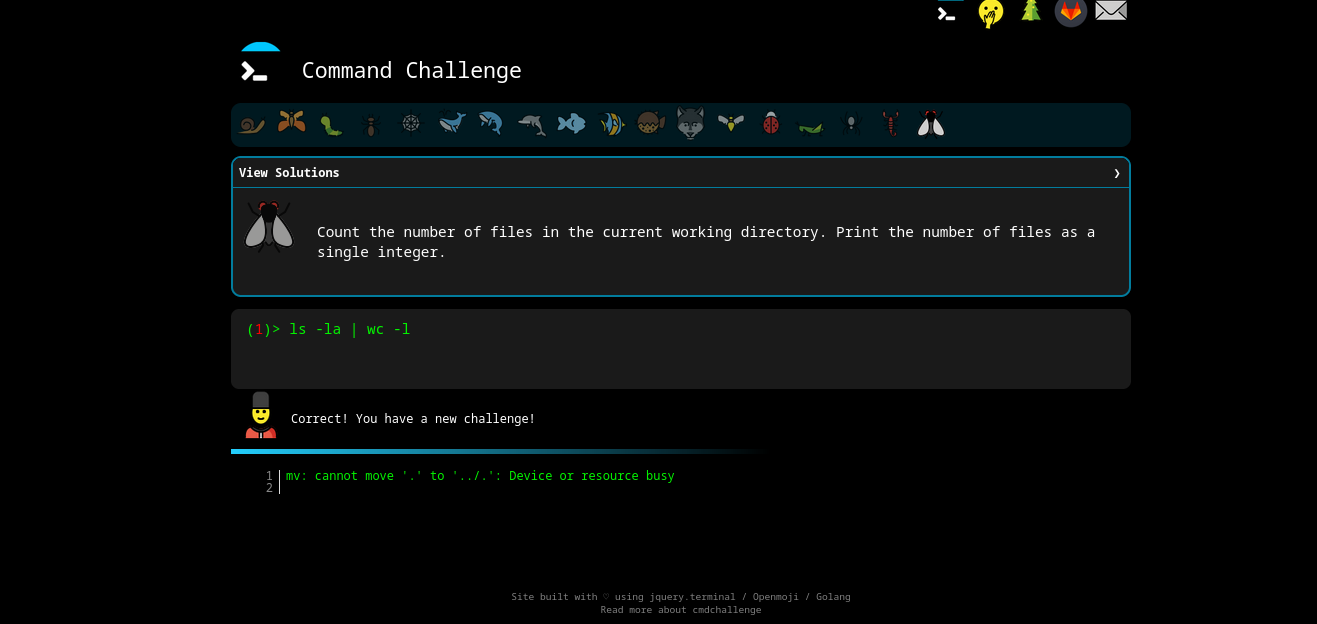 Command Challenge
View Solutions ❯
Count the number of files in the current working directory. Print the number of files as a
single integer.
(1)> ls -la | wc -l
Correct! You have a new challenge!
1 mv: cannot move '.' to '../.': Device or resource busy
2
Site built with ♡ using jquery.terminal / Openmoji / Golang
Read more about cmdchallenge